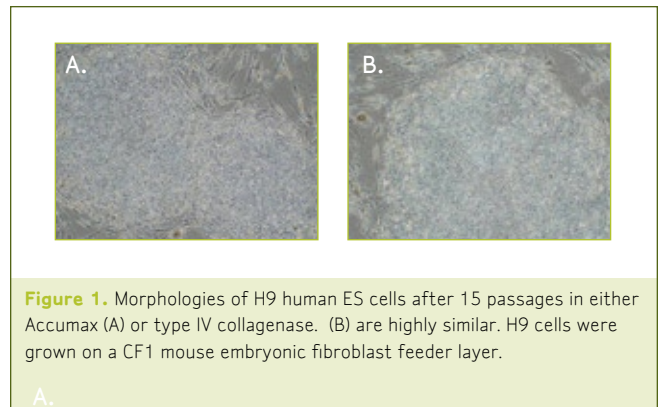 A.
B.
Figure 1. Morphologies of H9 human ES cells after 15 passages in either
Accumax (A) or type IV collagenase. (B) are highly similar. H9 cells were
grown on a CF1 mouse embryonic fibroblast feeder layer.
A.